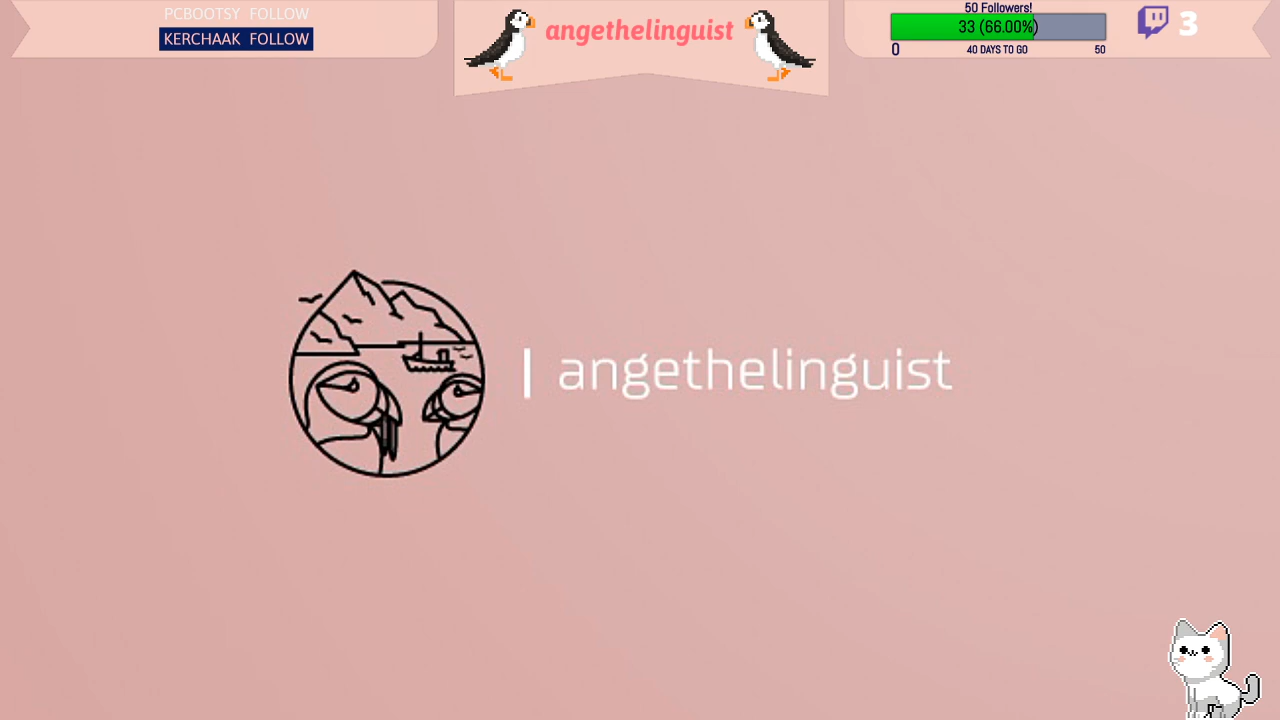 PCBOOTSY FOLLOW
KERCHAAK FOLLOW
angethelinguist
50 Followers!
33 (66.00%)
0
40 DAYS TO GO
50
3
angethelinguist